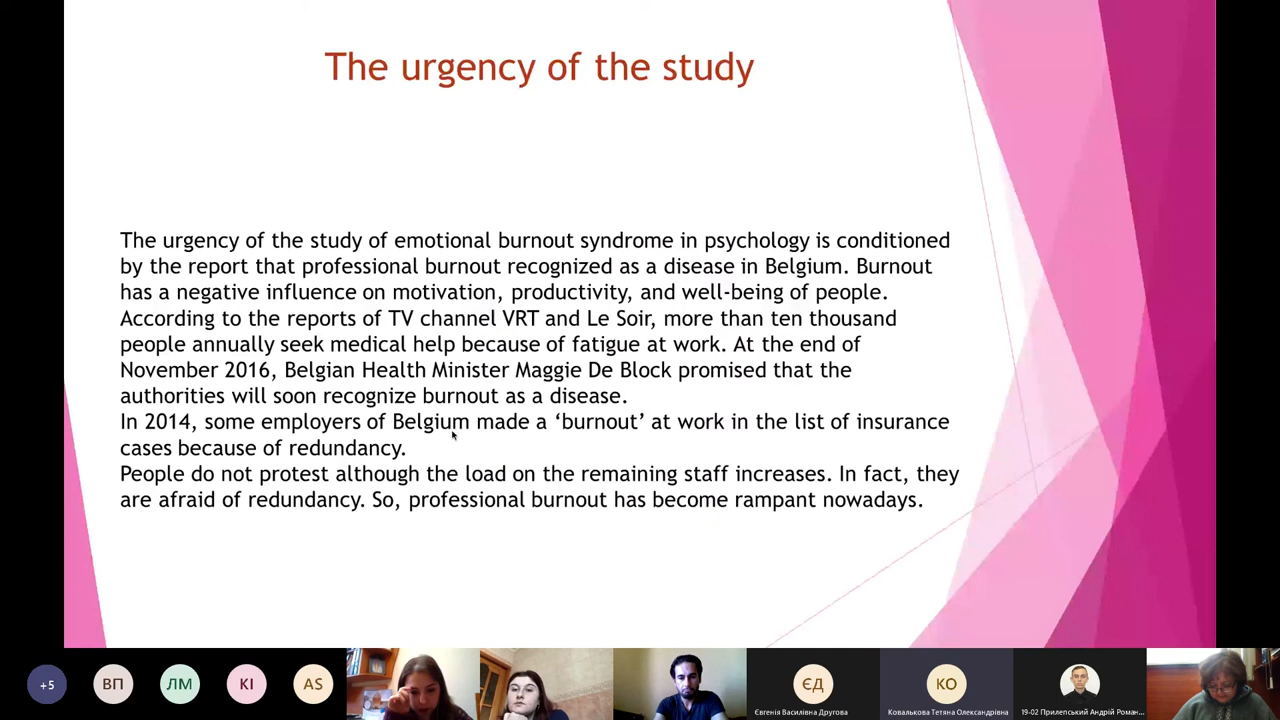 The urgency of the study
The urgency of the study of emotional burnout syndrome in psychology is conditioned
by the report that professional burnout recognized as a disease in Belgium. Burnout
has a negative influence on motivation, productivity, and well-being of people.
According to the reports of TV channel VRT and Le Soir, more than ten thousand
people annually seek medical help because of fatigue at work. At the end of
November 2016, Belgian Health Minister Maggie De Block promised that the
authorities will soon recognize burnout as a disease.
In 2014, some employers of Belgium made a ‘burnout’ at work in the list of insurance
cases because of redundancy.
People do not protest although the load on the remaining staff increases. In fact, they
are afraid of redundancy. So, professional burnout has become rampant nowadays.
+5
ВП
ЛМ
КІ
AS
ЄД
Євгенія Василівна Другова
КО
Ковалькова Тетяна Олександрівна
19-02 Прилепський Андрій Роман...